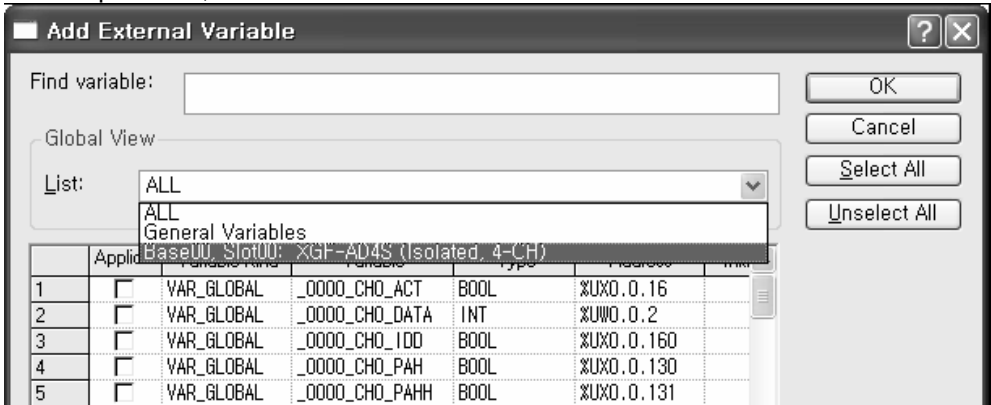 Add External Variable
Find variable:
OK
Cancel
Global View
Select All
List:
ALL
Unselect All
ALL
General Variables
Base00, Slot00: XGF-AD4S (Isolated, 4-CH)
1 VAR_GLOBAL _0000_CH0_ACT BOOL %UX0.0.16
2 VAR_GLOBAL _0000_CH0_DATA INT %UW0.0.2
3 VAR_GLOBAL _0000_CH0_IDD BOOL %UX0.0.160
4 VAR_GLOBAL _0000_CH0_PAH BOOL %UX0.0.130
5 VAR_GLOBAL _0000_CH0_PAHH BOOL %UX0.0.131